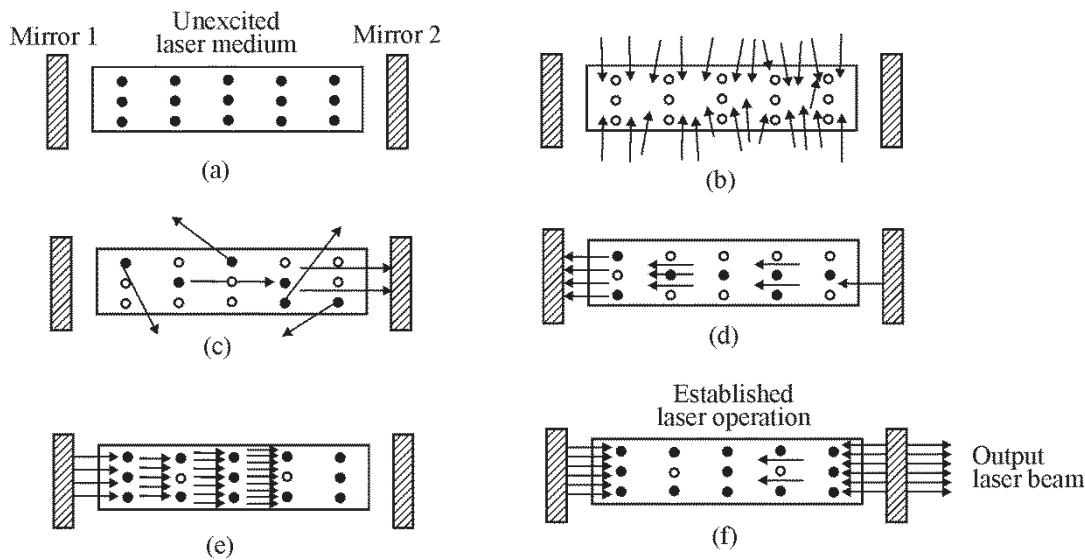 Mirror 1
Unexcited
laser medium
Mirror 2
(a)
(b)
(c)
(d)
(e)
Established
laser operation
Output
laser beam
(f)